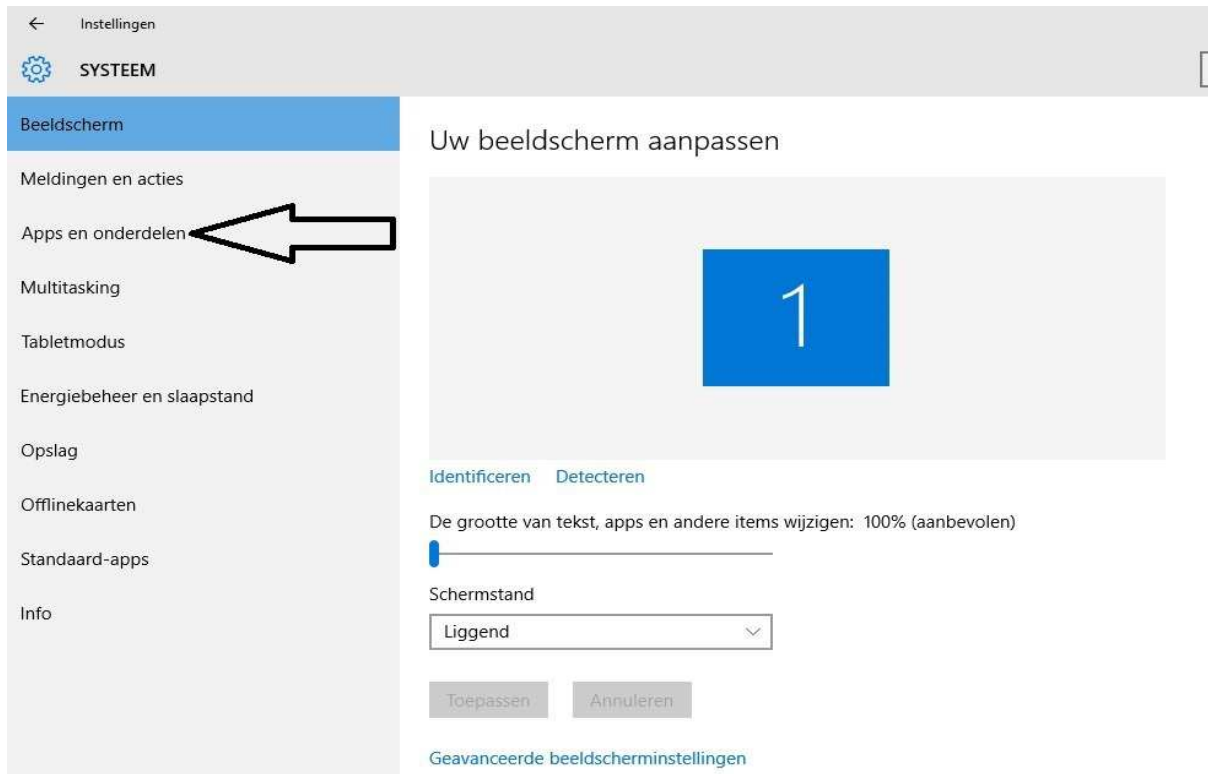 Instellingen
SYSTEEM
Beeldscherm
Meldingen en acties
Apps en onderdelen
Multitasking
Tabletmodus
Energiebeheer en slaapstand
Opslag
Offlinekaarten
Standaard-apps
Info
Uw beeldscherm aanpassen
1
Identificeren Detecteren
De grootte van tekst, apps en andere items wijzigen: 100% (aanbevolen)
Schermstand
Liggend
Toepassen Annuleren
Geavanceerde beeldscherminstellingen